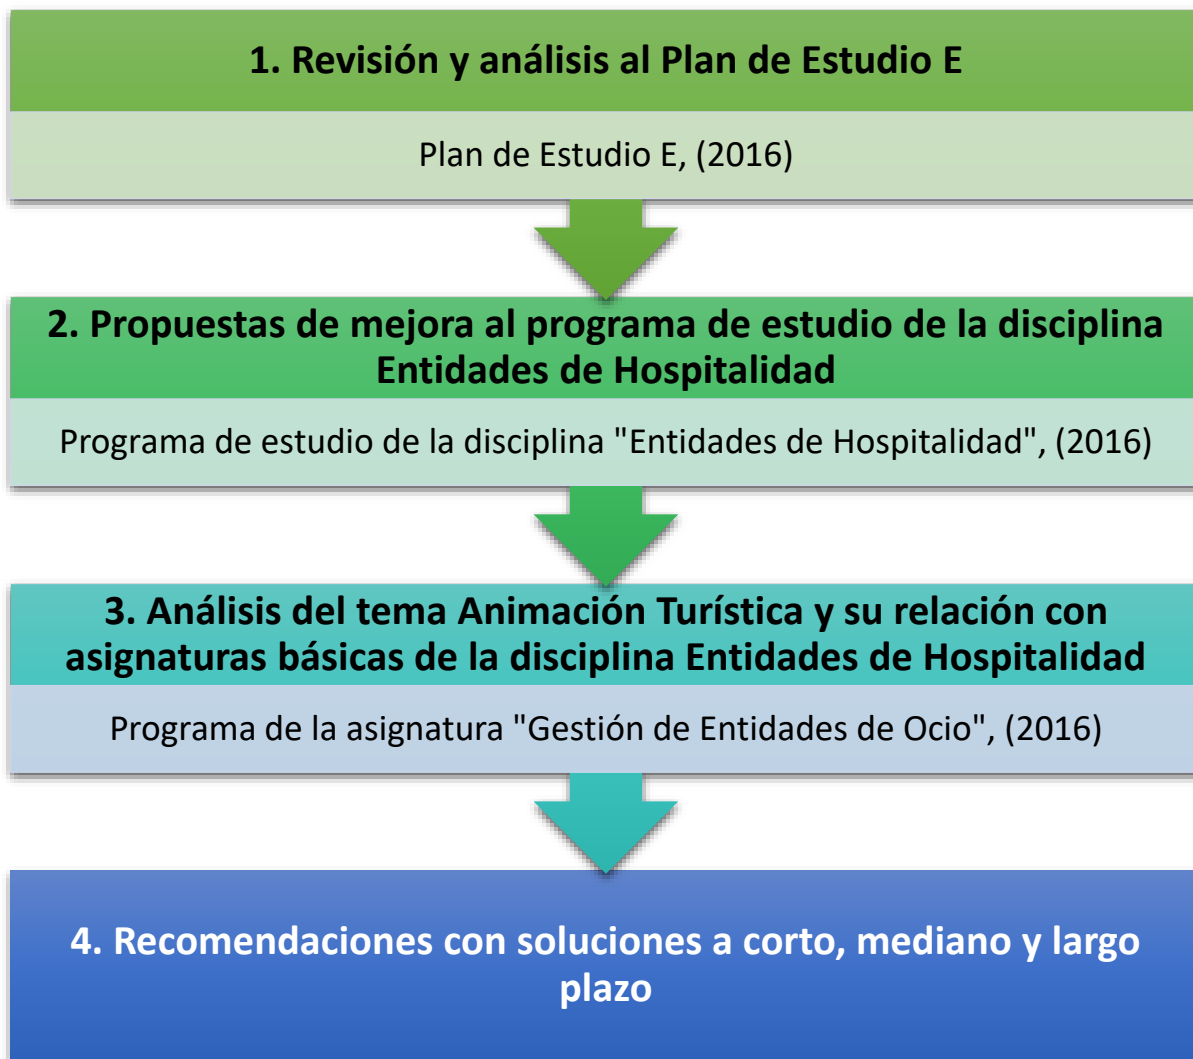 1. Revisión y análisis al Plan de Estudio E
Plan de Estudio E, (2016)
2. Propuestas de mejora al programa de estudio de la disciplina
Entidades de Hospitalidad
Programa de estudio de la disciplina "Entidades de Hospitalidad", (2016)
3. Análisis del tema Animación Turística y su relación con
asignaturas básicas de la disciplina Entidades de Hospitalidad
Programa de la asignatura "Gestión de Entidades de Ocio", (2016)
4. Recomendaciones con soluciones a corto, mediano y largo
plazo